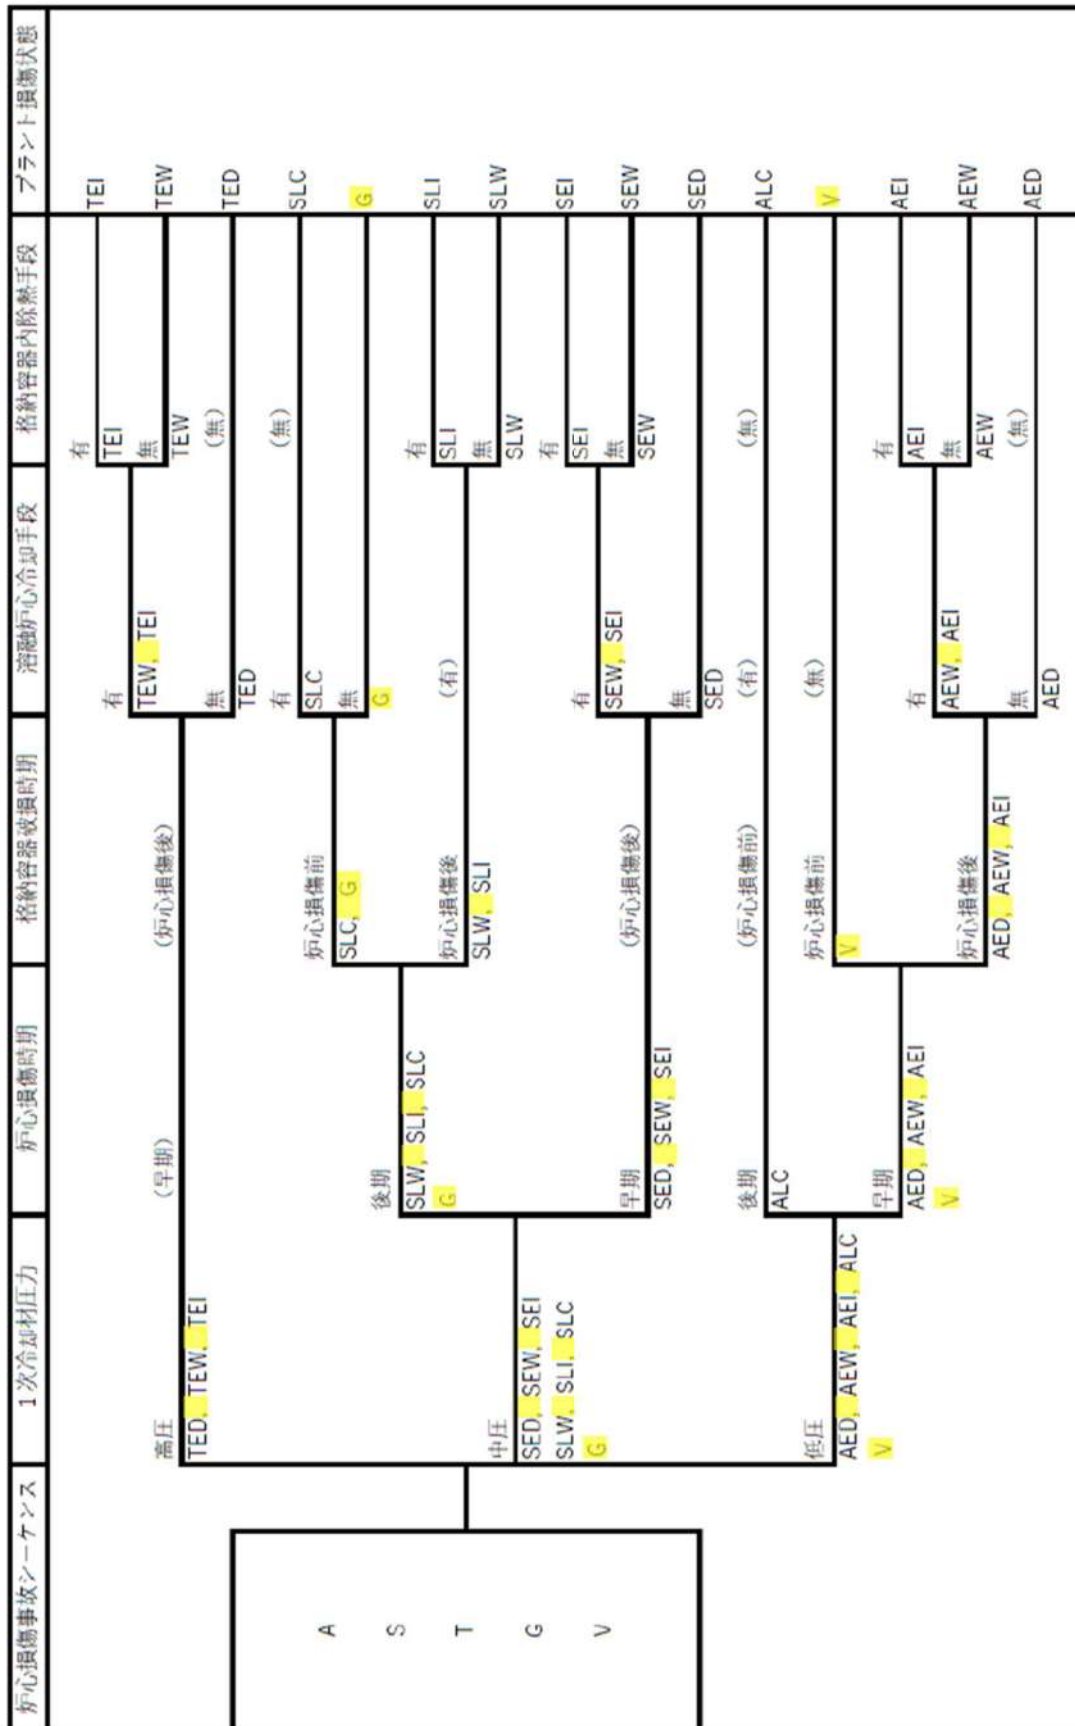 炉心損傷事故シーケンス
1次冷却材圧力
炉心損傷時期
格納容器破損時期
溶融炉心冷却手段
格納容器内除熱手段
プラント損傷状態
A
S
T
G
V
高圧
TED, TEW, TEI
中圧
SED, SEW, SEI
SLW, SLI, SLC
G
低圧
AED, AEW, AEI, ALC
V
(早期)
後期
SLW, SLI, SLC
G
早期
SED, SEW, SEI
後期
ALC
早期
AED, AEW, AEI
V
(炉心損傷後)
炉心損傷前
SLC, G
炉心損傷後
SLW, SLI
(炉心損傷後)
(炉心損傷前)
炉心損傷前
V
炉心損傷後
AED, AEW, AEI
有
TEW, TEI
無
TED
有
SLC
無
G
(有)
有
SEW, SEI
無
SED
(有)
(無)
有
AEW, AEI
無
AED
有
TEI
無
TEW
(無)
(無)
有
SLI
無
SLW
有
SEI
無
SEW
(無)
有
AEI
無
AEW
(無)
TEI
TEW
TED
SLC
G
SLI
SLW
SEI
SEW
SED
ALC
V
AEI
AEW
AED